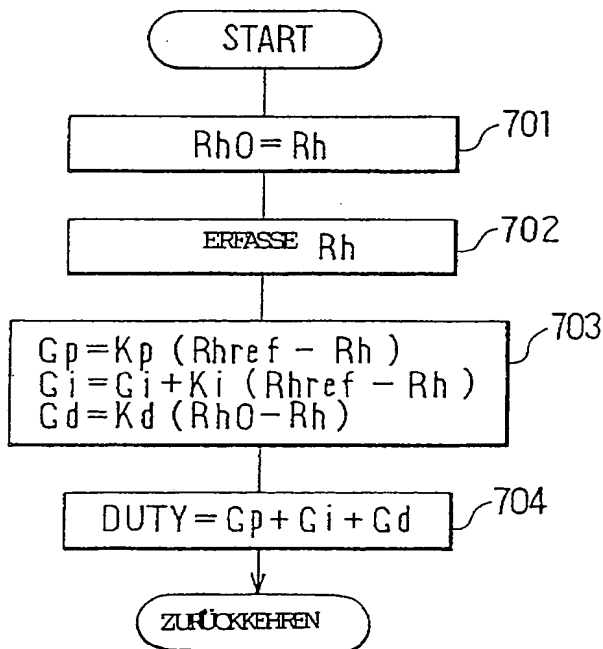 START
RhO=Rh
701
ERFASSE Rh
702
Gp=Kp (Rhref - Rh)
Gi=Gi+Ki (Rhref - Rh)
Gd=Kd (RhO-Rh)
703
DUTY=Gp+Gi+Gd
704
ZURÜCKKEHREN